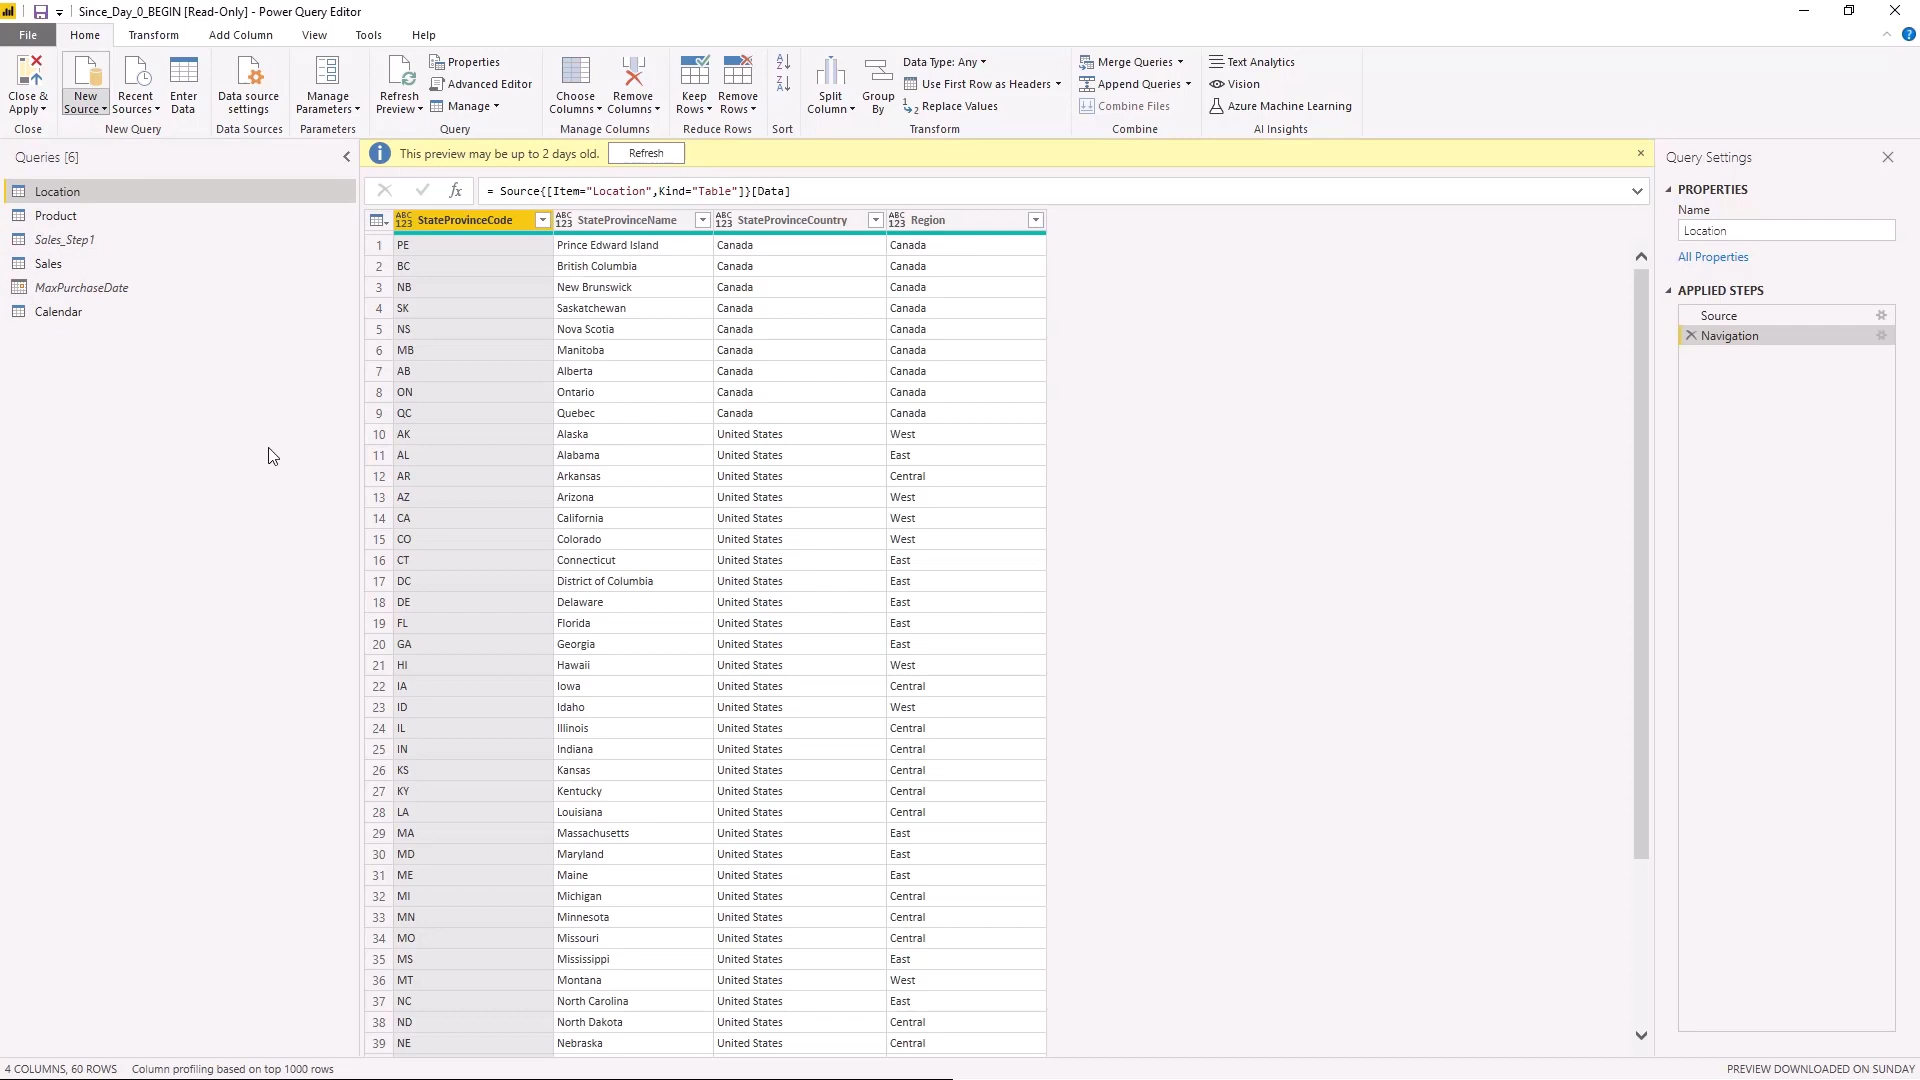 Since_Day_0_BEGIN [Read-Only] - Power Query Editor
File Home Transform Add Column View Tools Help
Close & Apply
New Source
Recent Sources
Enter Data
Data source settings
Manage Parameters
Refresh Preview
Properties
Advanced Editor
Manage
Choose Columns
Remove Columns
Keep Rows
Remove Rows
Split Column
Group By
Data Type: Any
Use First Row as Headers
Replace Values
Merge Queries
Append Queries
Combine Files
Text Analytics
Vision
Azure Machine Learning
Close New Query Data Sources Parameters Query Manage Columns Reduce Rows Sort Transform Combine AI Insights
Queries [6]
Location
Product
Sales_Step1
Sales
MaxPurchaseDate
Calendar
This preview may be up to 2 days old. Refresh
fx = Source{[Item="Location",Kind="Table"]}[Data]
ABC 123 StateProvinceCode ABC 123 StateProvinceName ABC 123 StateProvinceCountry ABC 123 Region
1 PE Prince Edward Island Canada Canada
2 BC British Columbia Canada Canada
3 NB New Brunswick Canada Canada
4 SK Saskatchewan Canada Canada
5 NS Nova Scotia Canada Canada
6 MB Manitoba Canada Canada
7 AB Alberta Canada Canada
8 ON Ontario Canada Canada
9 QC Quebec Canada Canada
10 AK Alaska United States West
11 AL Alabama United States East
12 AR Arkansas United States Central
13 AZ Arizona United States West
14 CA California United States West
15 CO Colorado United States West
16 CT Connecticut United States East
17 DC District of Columbia United States East
18 DE Delaware United States East
19 FL Florida United States East
20 GA Georgia United States East
21 HI Hawaii United States West
22 IA Iowa United States Central
23 ID Idaho United States West
24 IL Illinois United States Central
25 IN Indiana United States Central
26 KS Kansas United States Central
27 KY Kentucky United States Central
28 LA Louisiana United States Central
29 MA Massachusetts United States East
30 MD Maryland United States East
31 ME Maine United States East
32 MI Michigan United States Central
33 MN Minnesota United States Central
34 MO Missouri United States Central
35 MS Mississippi United States East
36 MT Montana United States West
37 NC North Carolina United States East
38 ND North Dakota United States Central
39 NE Nebraska United States Central
Query Settings
PROPERTIES
Name
Location
All Properties
APPLIED STEPS
Source
Navigation
4 COLUMNS, 60 ROWS Column profiling based on top 1000 rows
PREVIEW DOWNLOADED ON SUNDAY